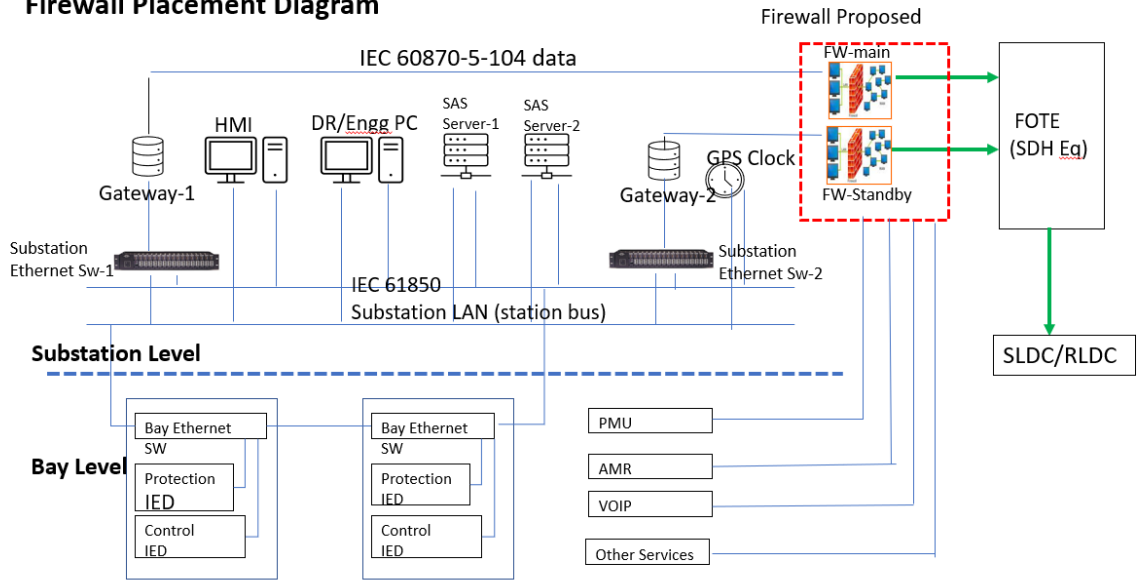 Firewall Placement Diagram
Firewall Proposed
IEC 60870-5-104 data
FW-main
SAS
Server-1
SAS
Server-2
HMI
DR/Engg PC
FOTE
(SDH Eq)
GPS Clock
Gateway-1
Gateway-2
FW-Standby
Substation
Ethernet Sw-1
Substation
Ethernet Sw-2
IEC 61850
Substation LAN (station bus)
Substation Level
SLDC/RLDC
Bay Level
Bay Ethernet
SW
Protection
IED
Control
IED
Bay Ethernet
SW
Protection
IED
Control
IED
PMU
AMR
VOIP
Other Services